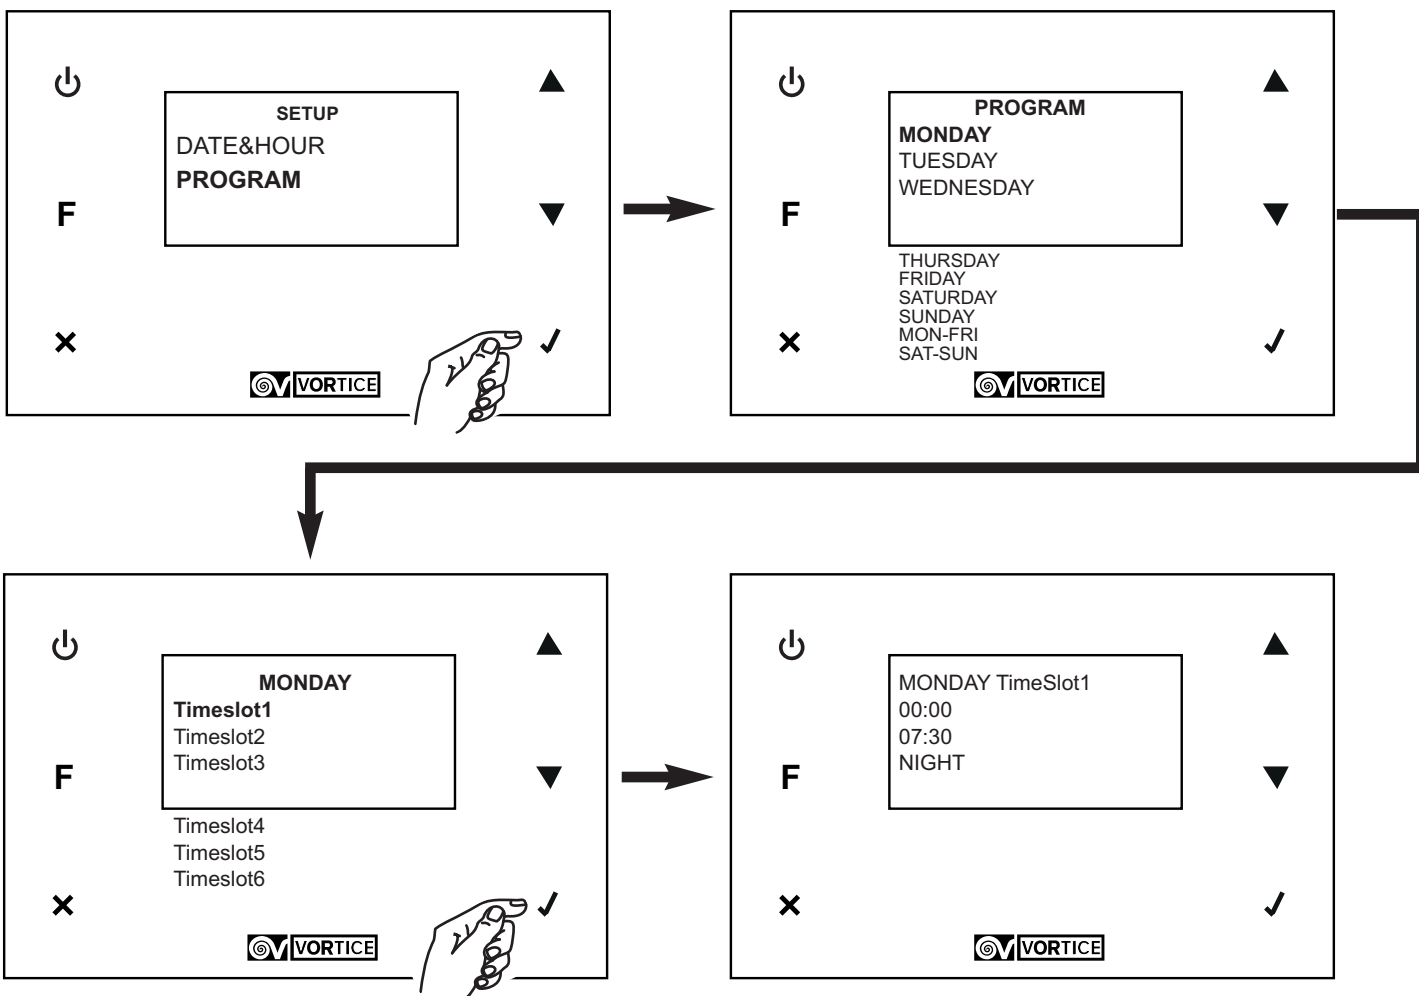 SETUP
DATE&HOUR
PROGRAM
F
VORTICE
PROGRAM
MONDAY
TUESDAY
WEDNESDAY
F
THURSDAY
FRIDAY
SATURDAY
SUNDAY
MON-FRI
SAT-SUN
VORTICE
MONDAY
Timeslot1
Timeslot2
Timeslot3
F
Timeslot4
Timeslot5
Timeslot6
VORTICE
MONDAY TimeSlot1
00:00
07:30
NIGHT
F
VORTICE